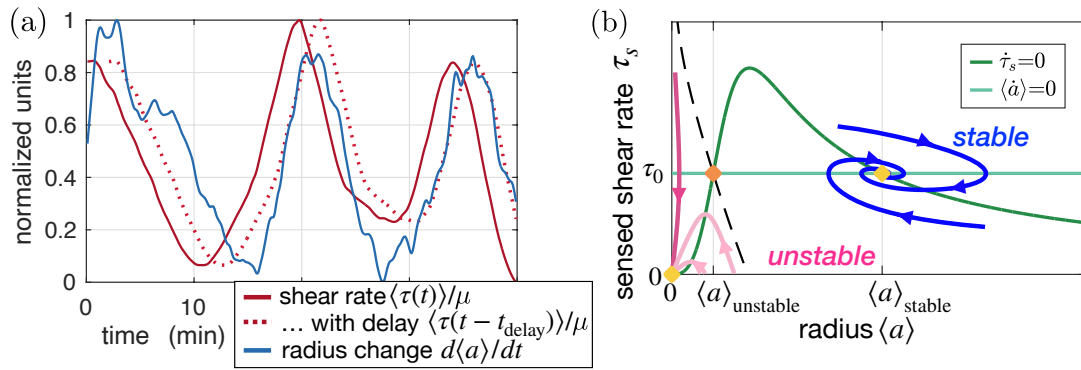 (a)
normalized units
1
0.8
0.6
0.4
0.2
0
0
10
time (min)
shear rate ⟨τ(t)⟩/μ
... with delay ⟨τ(t − t_delay)⟩/μ
radius change d⟨a⟩/dt
(b)
sensed shear rate τ_s
τ̇_s=0
⟨ȧ⟩=0
stable
τ_0
unstable
0
0
⟨a⟩_unstable
⟨a⟩_stable
radius ⟨a⟩